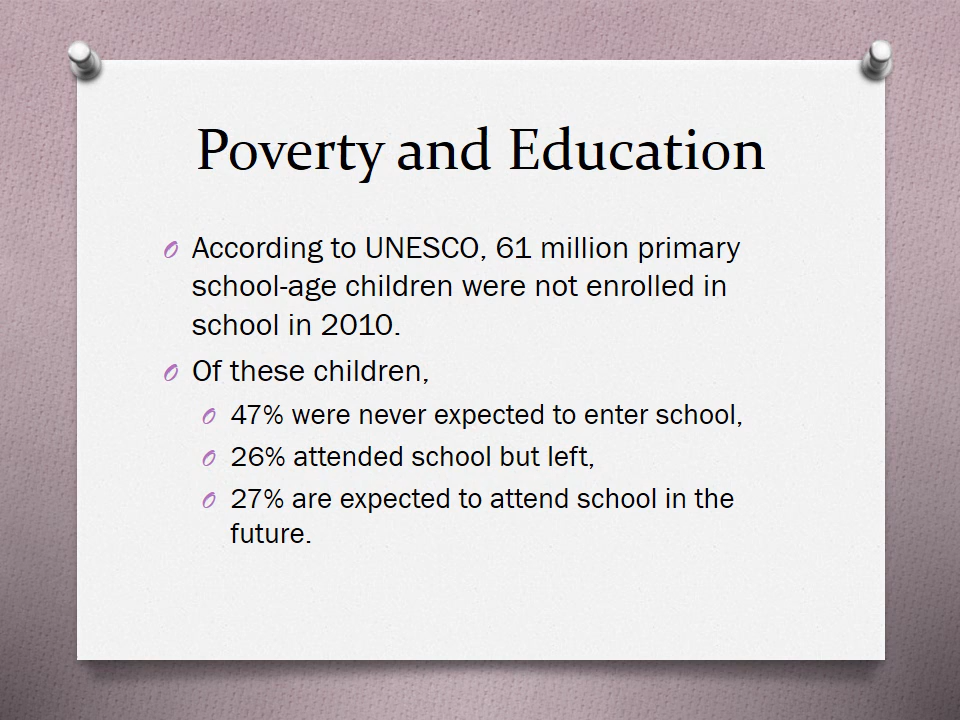 Poverty and Education
According to UNESCO, 61 million primary
school-age children were not enrolled in
school in 2010.
Of these children,
47% were never expected to enter school,
26% attended school but left,
27% are expected to attend school in the
future.